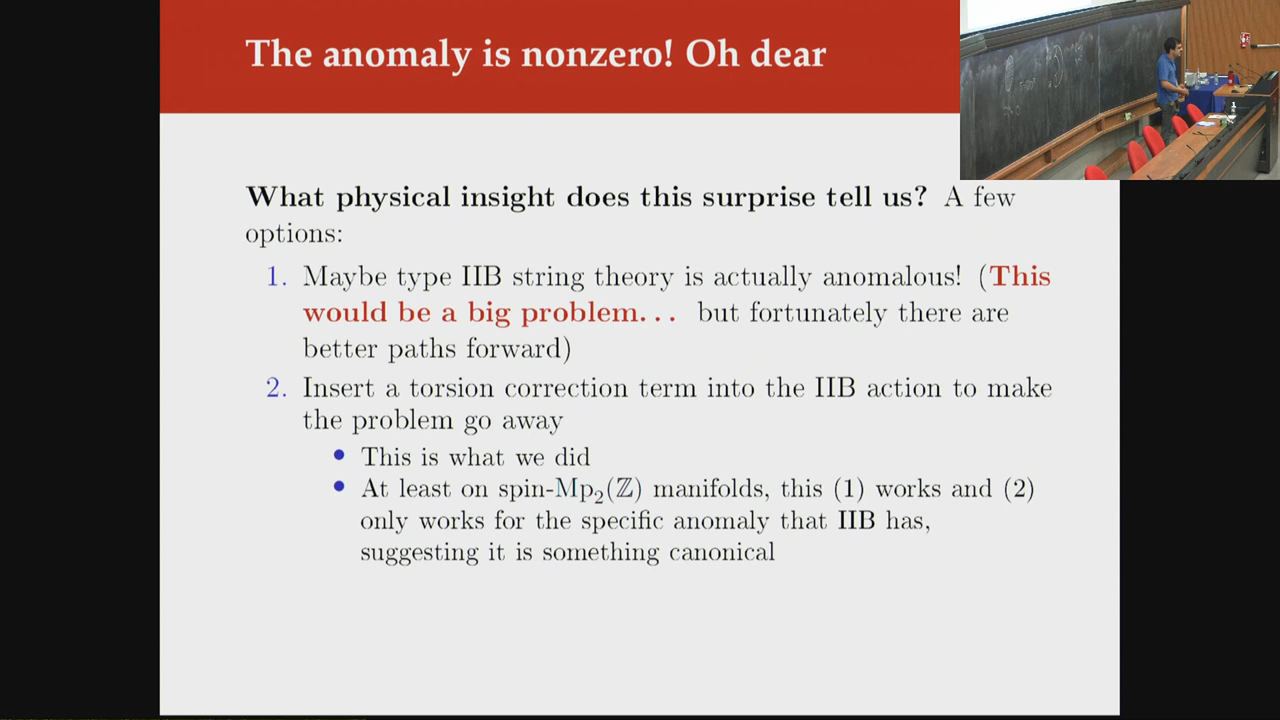 The anomaly is nonzero! Oh dear
What physical insight does this surprise tell us? A few
options:
1. Maybe type IIB string theory is actually anomalous! (This
would be a big problem... but fortunately there are
better paths forward)
2. Insert a torsion correction term into the IIB action to make
the problem go away
• This is what we did
• At least on spin-Mp₂(ℤ) manifolds, this (1) works and (2)
only works for the specific anomaly that IIB has,
suggesting it is something canonical